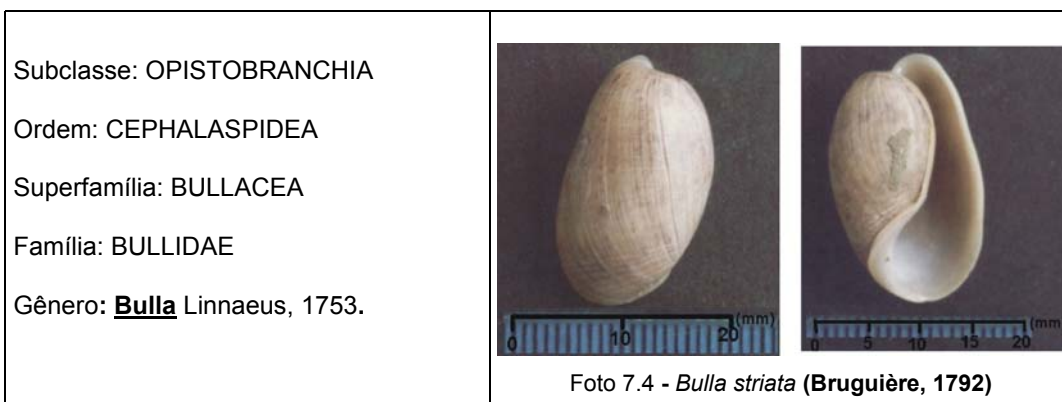 Subclasse: OPISTOBRANCHIA
Ordem: CEPHALASPIDEA
Superfamília: BULLACEA
Família: BULLIDAE
Gênero: Bulla Linnaeus, 1753.
(mm)
0 10 20
(mm)
0 5 10 15 20
Foto 7.4 - Bulla striata (Bruguière, 1792)